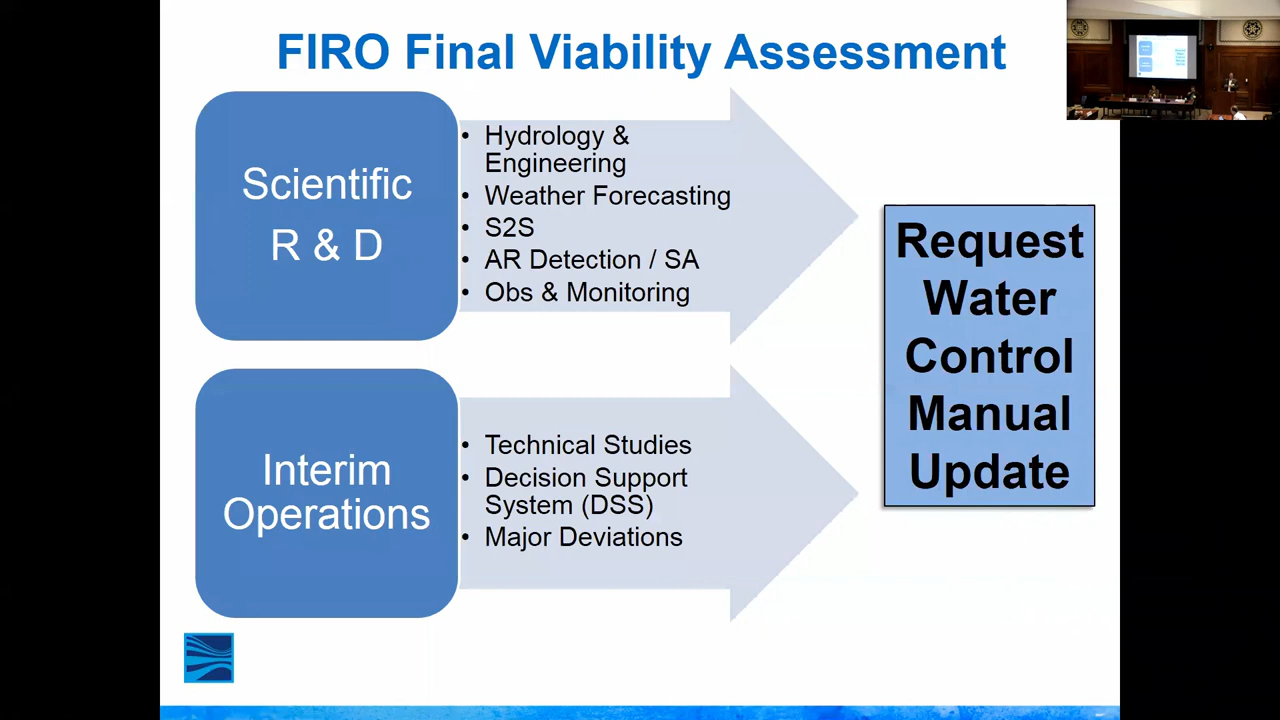 FIRO Final Viability Assessment
Scientific
R & D
• Hydrology &
Engineering
• Weather Forecasting
• S2S
• AR Detection / SA
• Obs & Monitoring
Interim
Operations
• Technical Studies
• Decision Support
System (DSS)
• Major Deviations
Request
Water
Control
Manual
Update